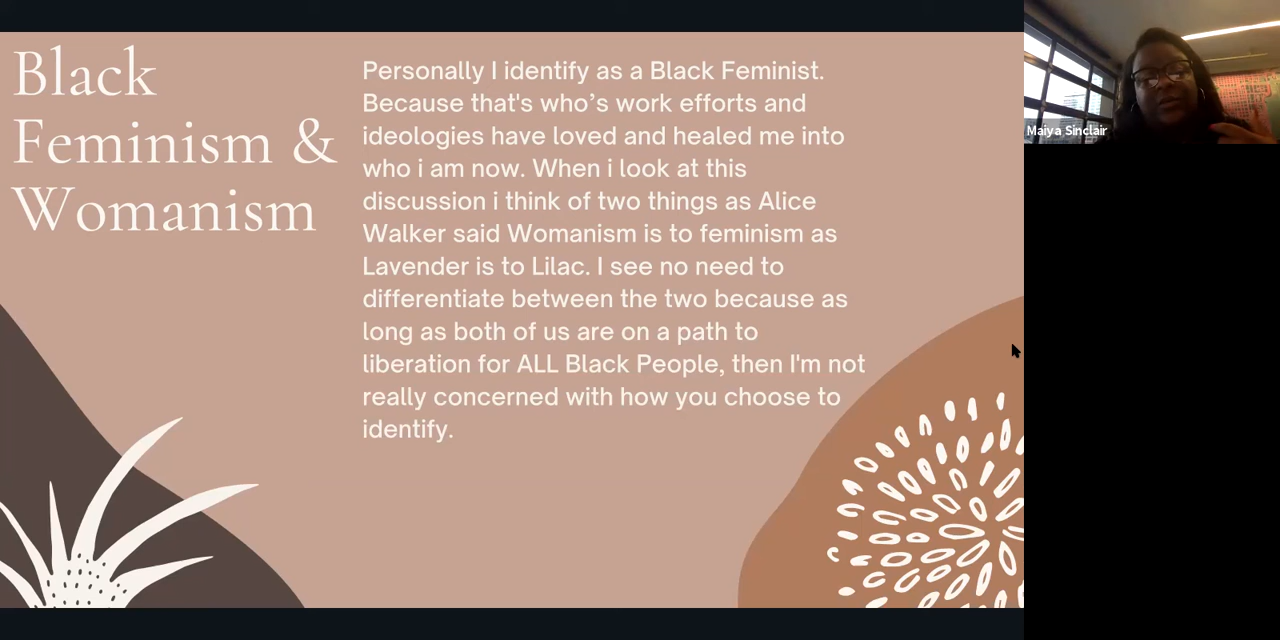 Black
Feminism &
Womanism
Personally I identify as a Black Feminist.
Because that's who’s work efforts and
ideologies have loved and healed me into
who i am now. When i look at this
discussion i think of two things as Alice
Walker said Womanism is to feminism as
Lavender is to Lilac. I see no need to
differentiate between the two because as
long as both of us are on a path to
liberation for ALL Black People, then I'm not
really concerned with how you choose to
identify.
Maiya Sinclair